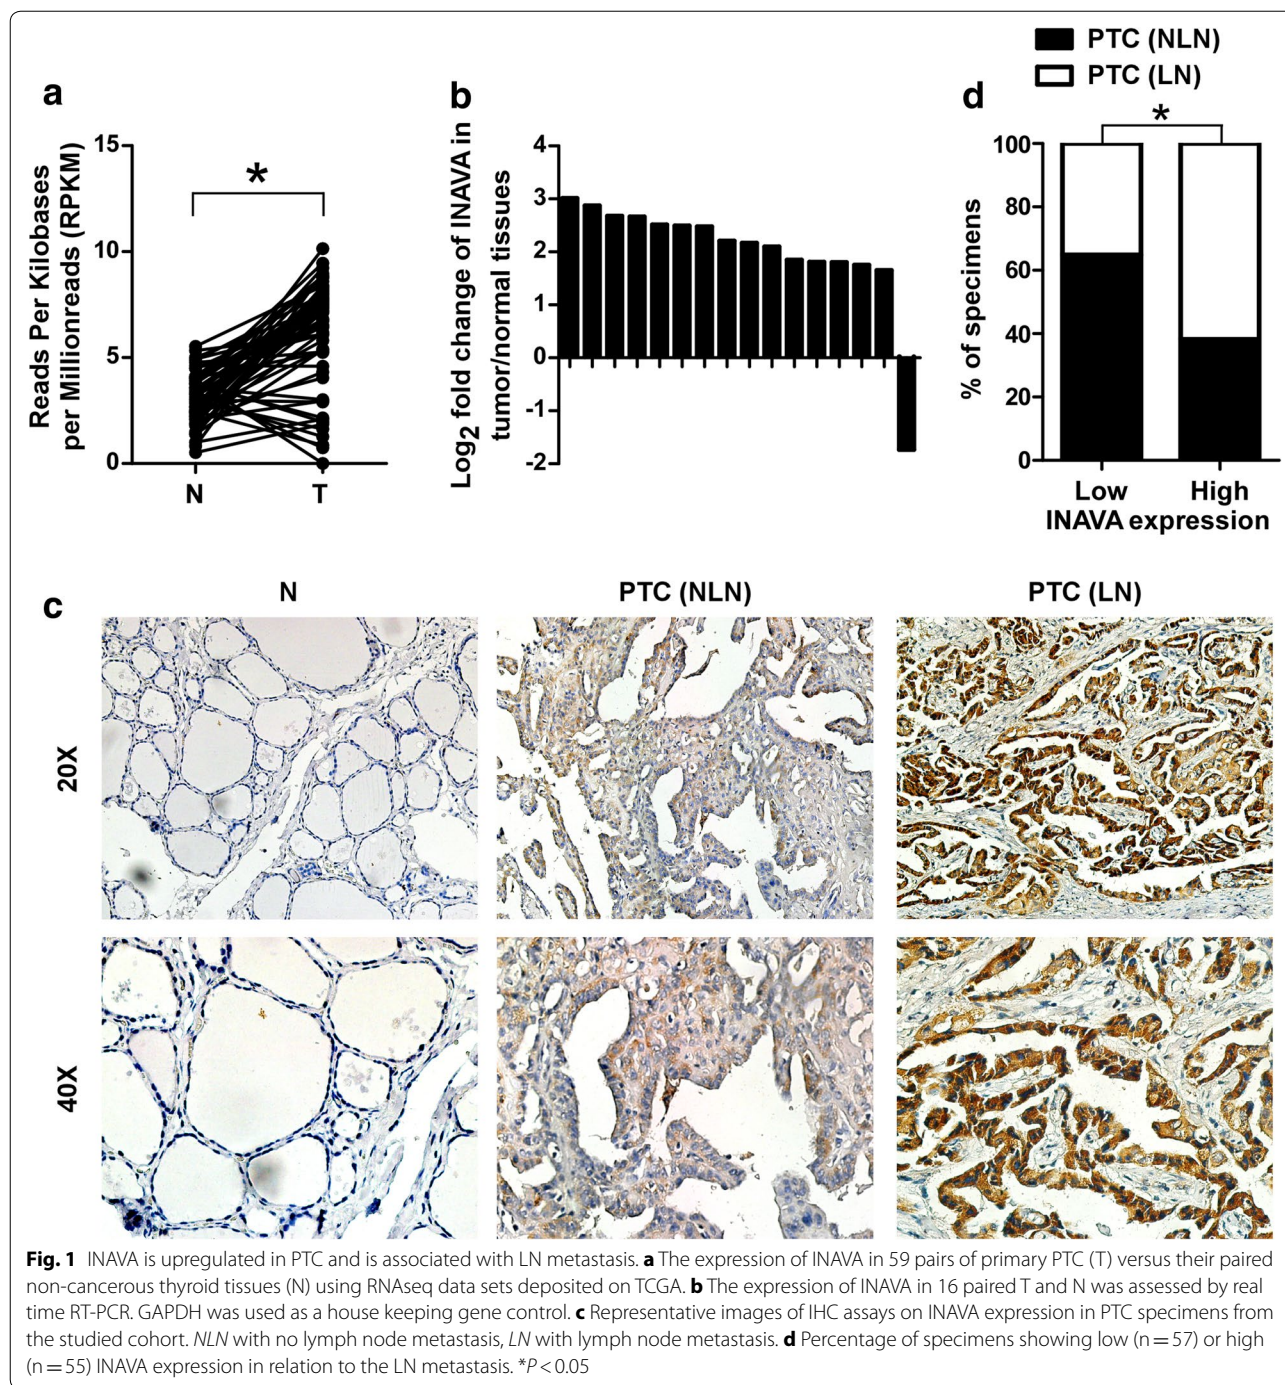 a
Reads Per Kilobases
per Millionreads (RPKM)
15
10
5
0
*
N
T
b
Log2 fold change of INAVA in
tumor/normal tissues
4
3
2
1
0
-1
-2
PTC (NLN)
PTC (LN)
d
*
% of specimens
100
80
60
40
20
0
Low
High
INAVA expression
c
N
PTC (NLN)
PTC (LN)
20X
40X
Fig. 1 INAVA is upregulated in PTC and is associated with LN metastasis. a The expression of INAVA in 59 pairs of primary PTC (T) versus their paired
non-cancerous thyroid tissues (N) using RNAseq data sets deposited on TCGA. b The expression of INAVA in 16 paired T and N was assessed by real
time RT-PCR. GAPDH was used as a house keeping gene control. c Representative images of IHC assays on INAVA expression in PTC specimens from
the studied cohort. NLN with no lymph node metastasis, LN with lymph node metastasis. d Percentage of specimens showing low (n = 57) or high
(n = 55) INAVA expression in relation to the LN metastasis. *P < 0.05